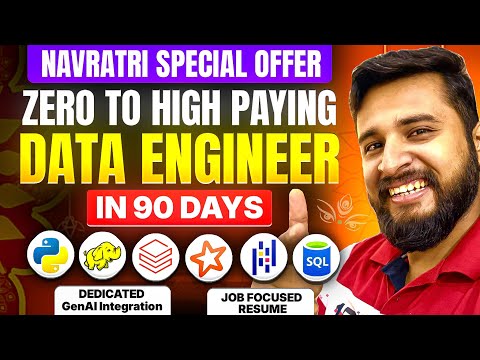 NAVRATRI SPECIAL OFFER
ZERO TO HIGH PAYING
DATA ENGINEER
IN 90 DAYS
SQL
DEDICATED
GenAI Integration
JOB FOCUSED
RESUME